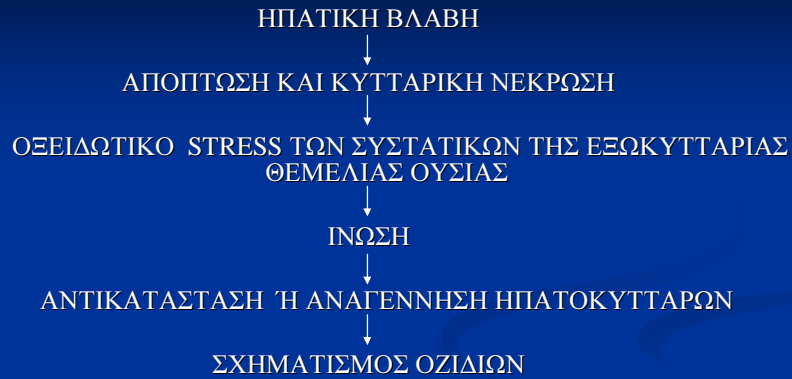 ΗΠΑΤΙΚΗ ΒΛΑΒΗ
ΑΠΟΠΤΩΣΗ ΚΑΙ ΚΥΤΤΑΡΙΚΗ ΝΕΚΡΩΣΗ
ΟΞΕΙΔΩΤΙΚΟ STRESS ΤΩΝ ΣΥΣΤΑΤΙΚΩΝ ΤΗΣ ΕΞΩΚΥΤΤΑΡΙΑΣ
ΘΕΜΕΛΙΑΣ ΟΥΣΙΑΣ
ΙΝΩΣΗ
ΑΝΤΙΚΑΤΑΣΤΑΣΗ Ή ΑΝΑΓΕΝΝΗΣΗ ΗΠΑΤΟΚΥΤΤΑΡΩΝ
ΣΧΗΜΑΤΙΣΜΟΣ ΟΖΙΔΙΩΝ